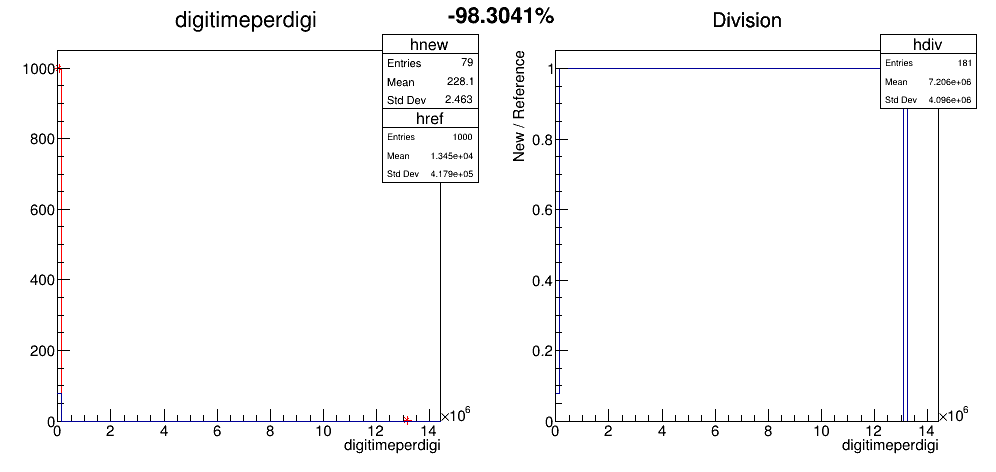 -98.3041%
digitimeperdigi
hnew
Entries 79
Mean 228.1
Std Dev 2.463
href
Entries 1000
Mean 1.345e+04
Std Dev 4.179e+05
1000
800
600
400
200
0
0 2 4 6 8 10 12 14
×10⁶
digitimeperdigi
Division
hdiv
Entries 181
Mean 7.206e+06
Std Dev 4.096e+06
New / Reference
1
0.8
0.6
0.4
0.2
0
0 2 4 6 8 10 12 14
×10⁶
digitimeperdigi